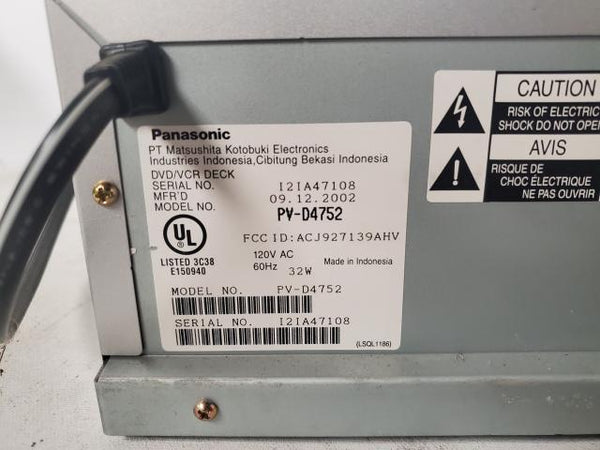 Panasonic
PT Matsushita Kotobuki Electronics
Industries Indonesia,Cibitung Bekasi Indonesia
DVD/VCR DECK
SERIAL NO. I2IA47108
MFR'D 09.12.2002
MODEL NO. PV-D4752
UL
FCC ID:ACJ927139AHV
LISTED 3C38
E150940
120V AC
60Hz 32W
Made in Indonesia
MODEL NO. PV-D4752
SERIAL NO. I2IA47108
(LSQL1186)
CAUTION
RISK OF ELECTRIC
SHOCK DO NOT OPE
AVIS
RISQUE DE
CHOC ÉLECTRIQUE
NE PAS OUVRIR